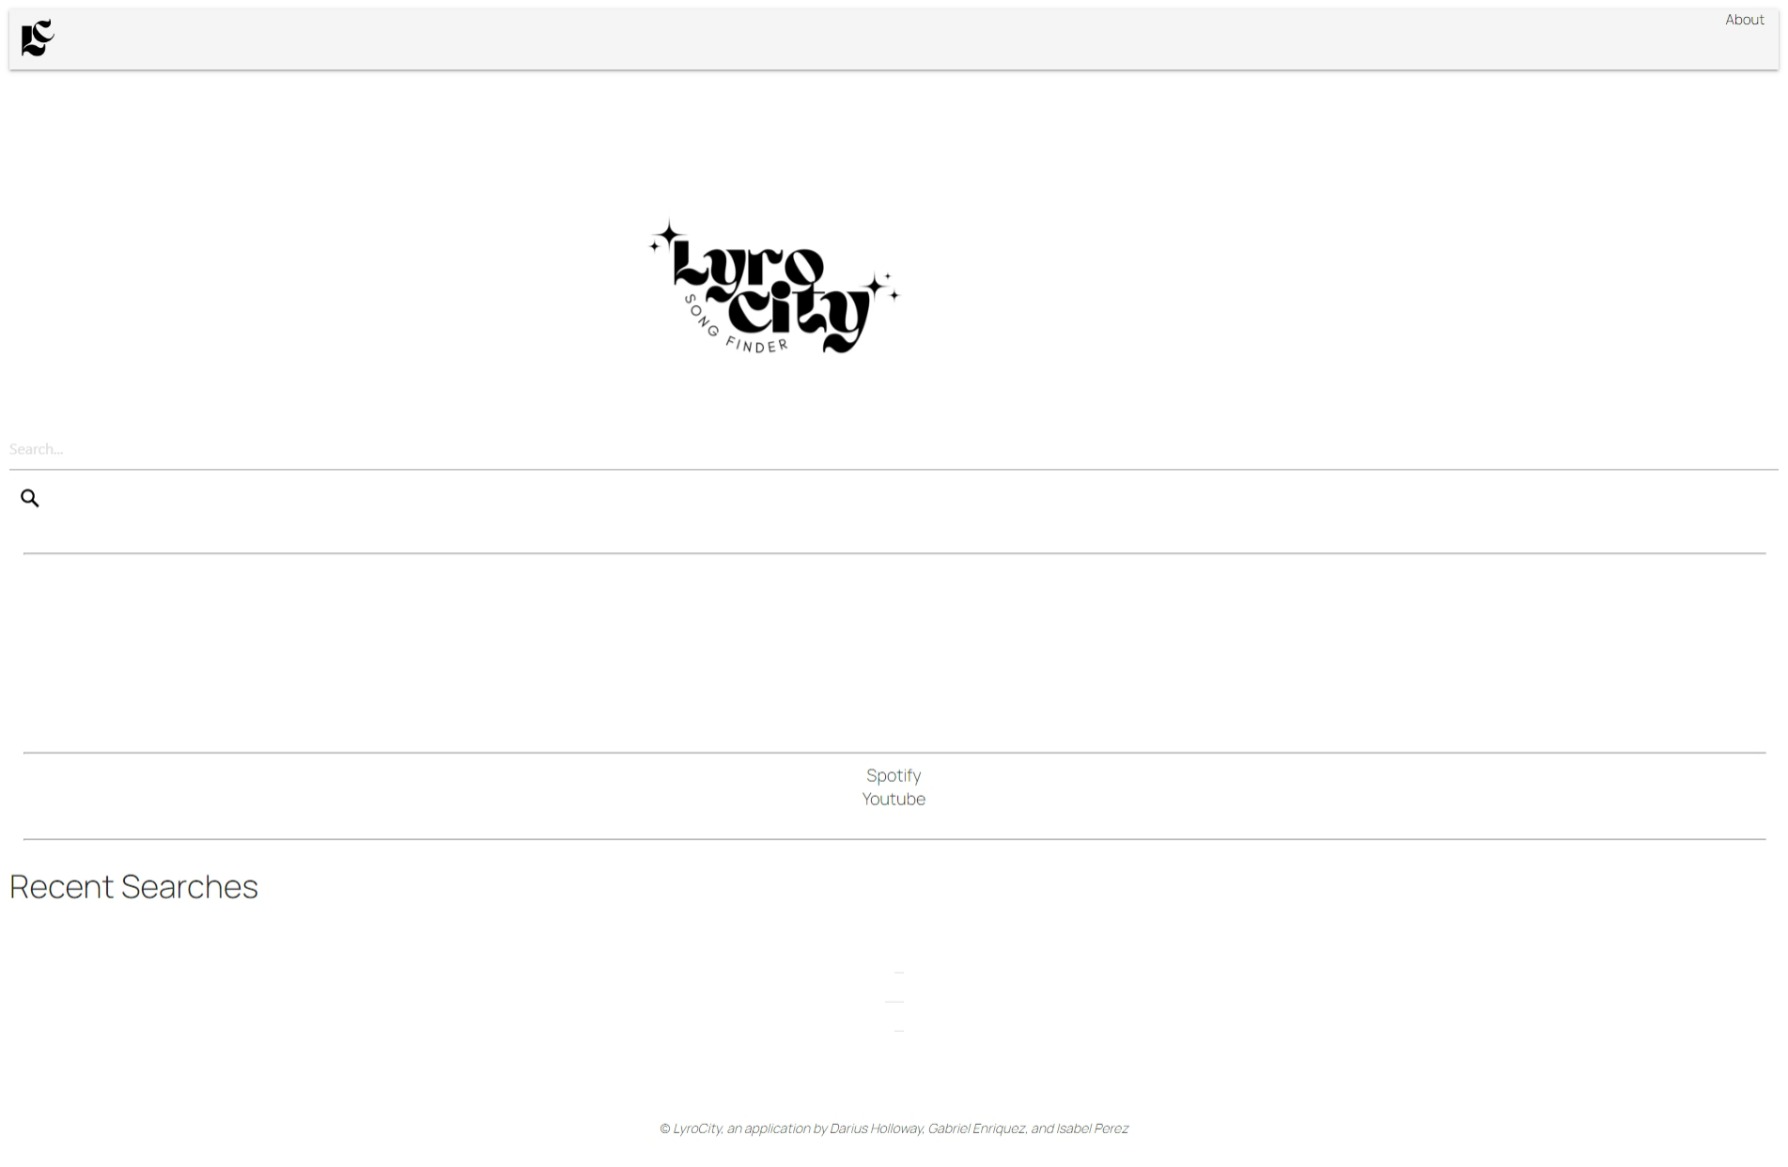 LC
About
Lyro
City
SONG FINDER
Search...
Spotify
Youtube
Recent Searches
© LyroCity, an application by Darius Holloway, Gabriel Enriquez, and Isabel Perez